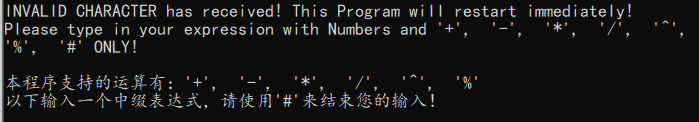 INVALID CHARACTER has received! This Program will restart immediately!
Please type in your expression with Numbers and '+', '-', '*', '/', '^',
'%', '#' ONLY!
本程序支持的运算有：'+', '-', '*', '/', '^', '%'
以下输入一个中缀表达式，请使用'#'来结束您的输入！